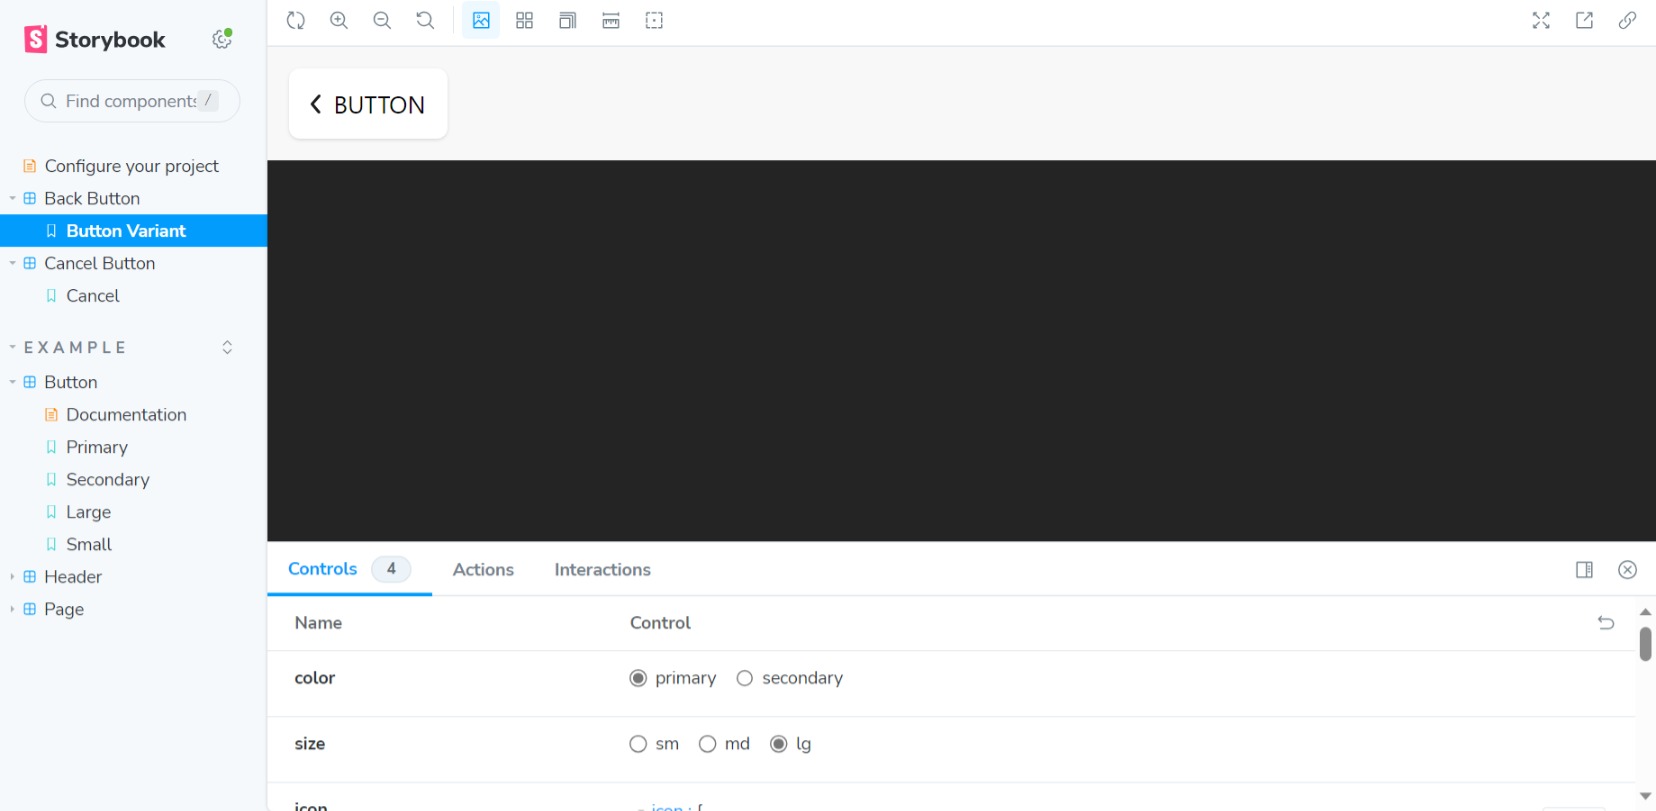 Storybook
Find components /
Configure your project
Back Button
Button Variant
Cancel Button
Cancel
EXAMPLE
Button
Documentation
Primary
Secondary
Large
Small
Header
Page
BUTTON
Controls 4 Actions Interactions
Name Control
color primary secondary
size sm md lg
icon icon : {